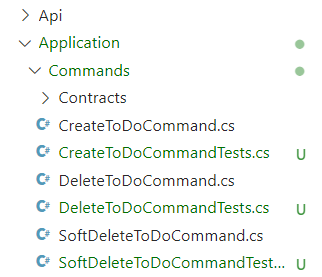 Api
Application
Commands
Contracts
C# CreateToDoCommand.cs
C# CreateToDoCommandTests.cs U
C# DeleteToDoCommand.cs
C# DeleteToDoCommandTests.cs U
C# SoftDeleteToDoCommand.cs
C# SoftDeleteToDoCommandTest... U